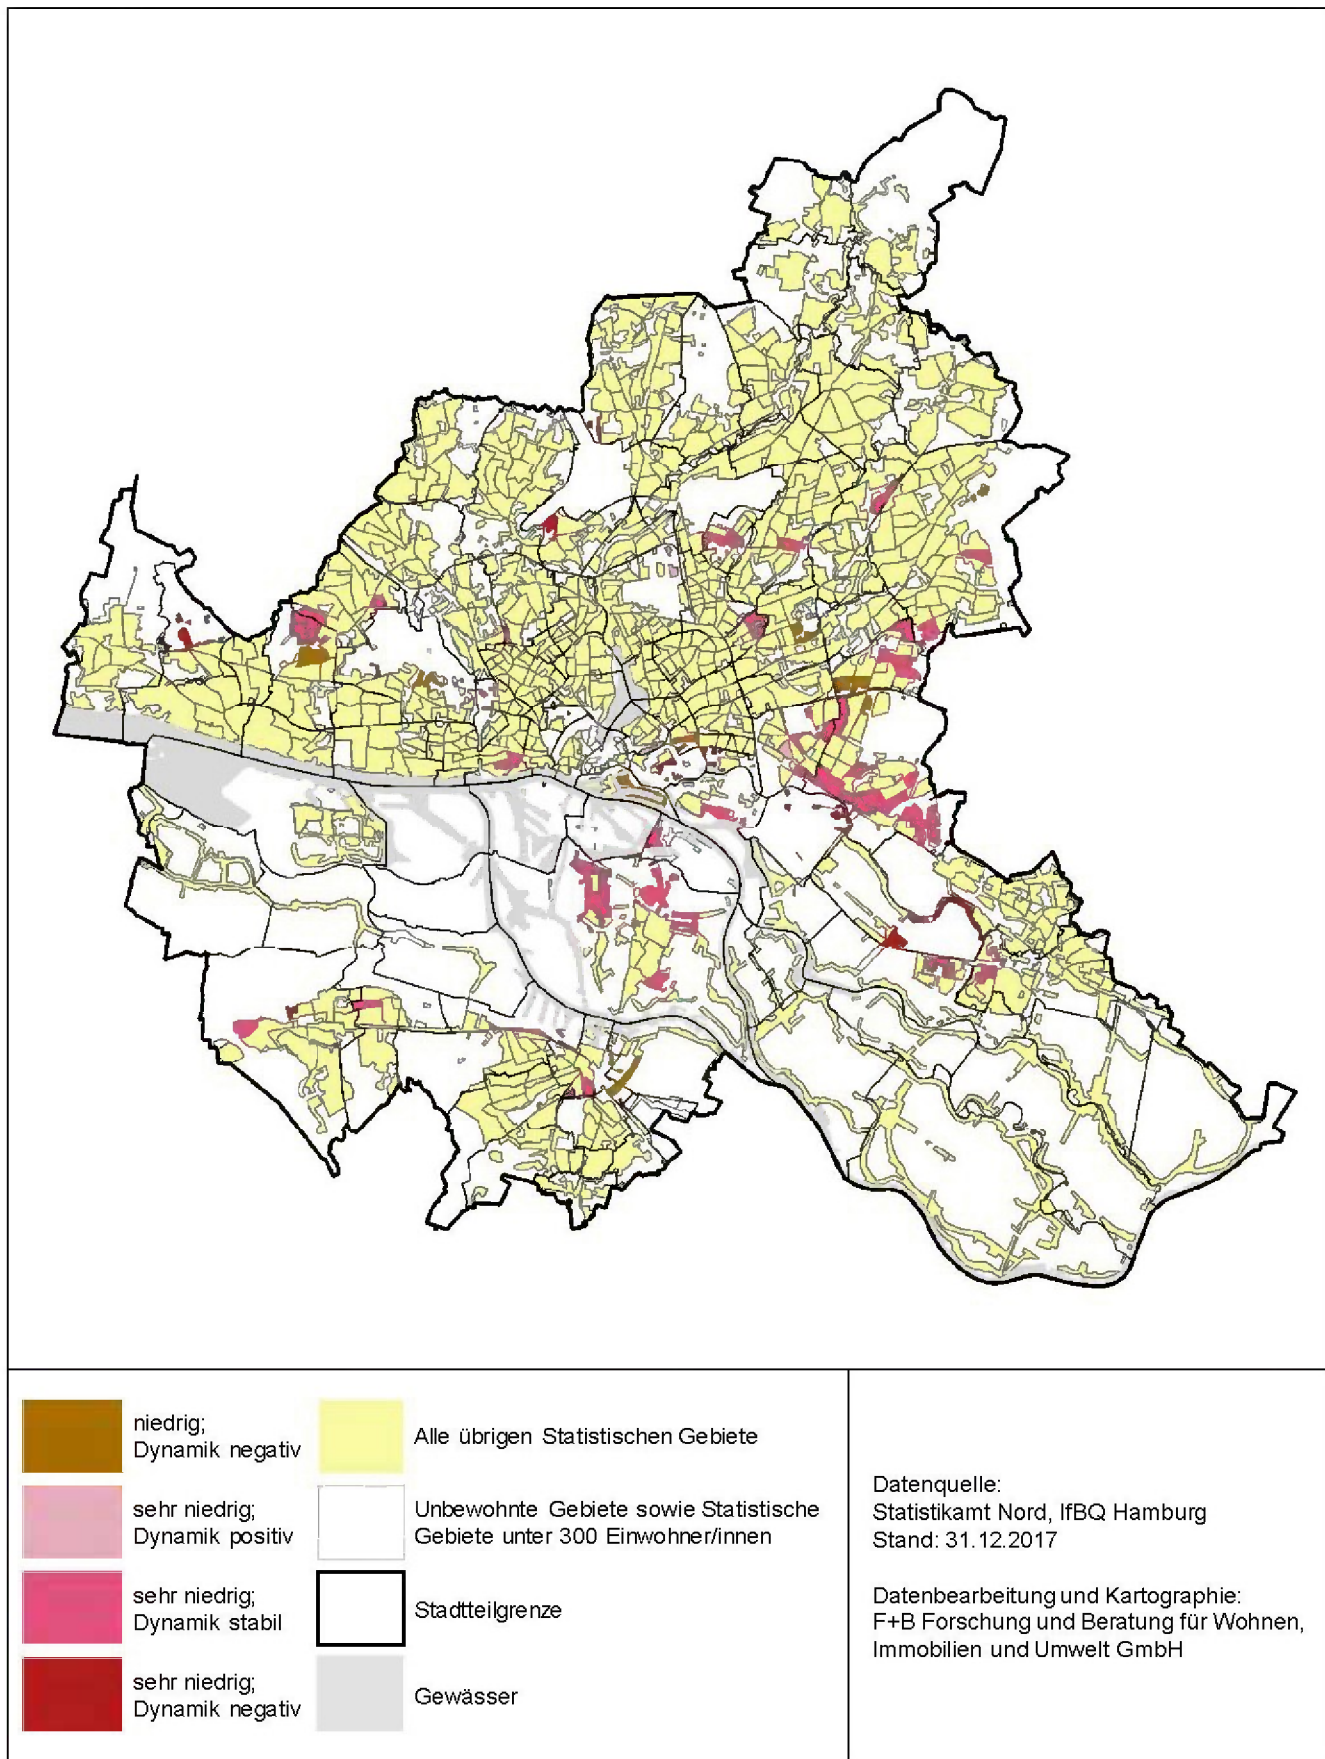 niedrig;
Dynamik negativ
sehr niedrig;
Dynamik positiv
sehr niedrig;
Dynamik stabil
sehr niedrig;
Dynamik negativ
Alle übrigen Statistischen Gebiete
Unbewohnte Gebiete sowie Statistische
Gebiete unter 300 Einwohner/innen
Stadtteilgrenze
Gewässer
Datenquelle:
Statistikamt Nord, IfBQ Hamburg
Stand: 31.12.2017
Datenbearbeitung und Kartographie:
F+B Forschung und Beratung für Wohnen,
Immobilien und Umwelt GmbH